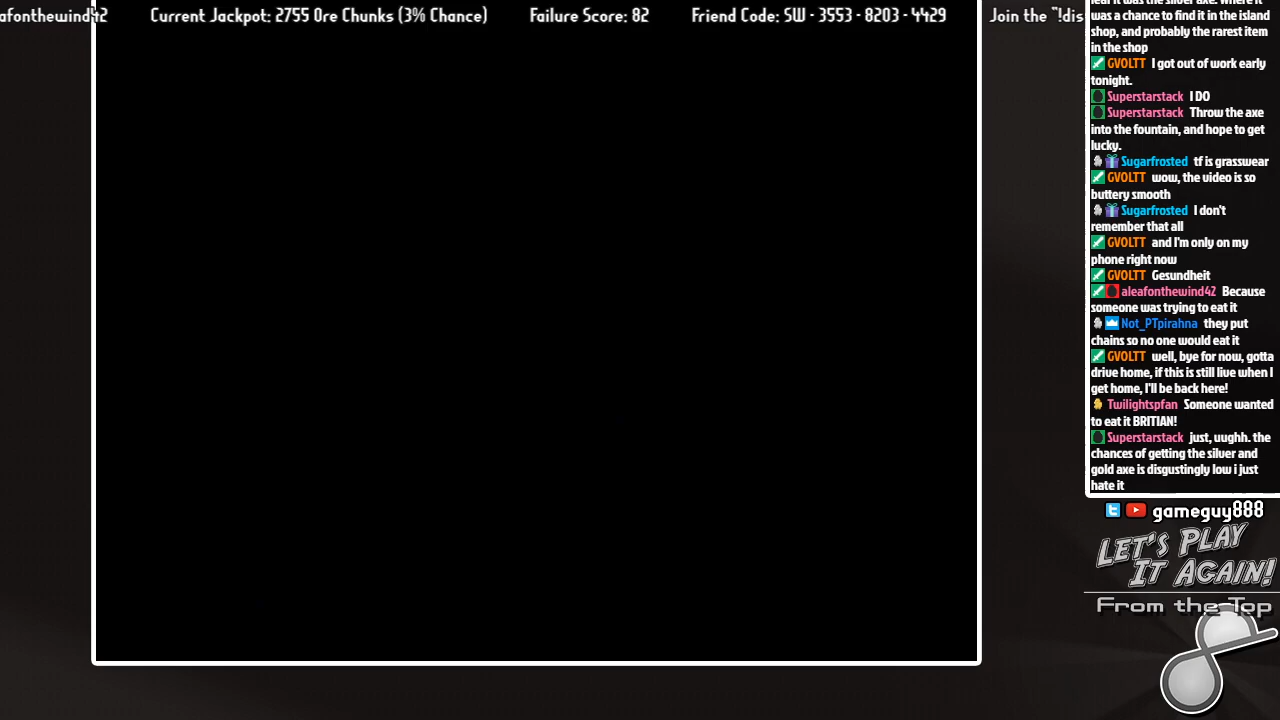 afonthewind42
Current Jackpot: 2755 Ore Chunks (3% Chance)
Failure Score: 82
Friend Code: SW - 3553 - 8203 - 4429
Join the "!dis
was a chance to find it in the island
shop, and probably the rarest item
in the shop
GVOLTT I got out of work early
tonight.
Superstarstack I DO
Superstarstack Throw the axe
into the fountain, and hope to get
lucky.
Sugarfrosted tf is grasswear
GVOLTT wow, the video is so
buttery smooth
Sugarfrosted I don't
remember that all
GVOLTT and I'm only on my
phone right now
GVOLTT Gesundheit
aleafonthewind42 Because
someone was trying to eat it
Not_PTpirahna they put
chains so no one would eat it
GVOLTT well, bye for now, gotta
drive home, if this is still live when I
get home, I'll be back here!
Twilightspfan Someone wanted
to eat it BRITIAN!
Superstarstack just, uughh. the
chances of getting the silver and
gold axe is disgustingly low i just
hate it
gameguy888
LET'S PLAY
IT AGAIN!
From the Top